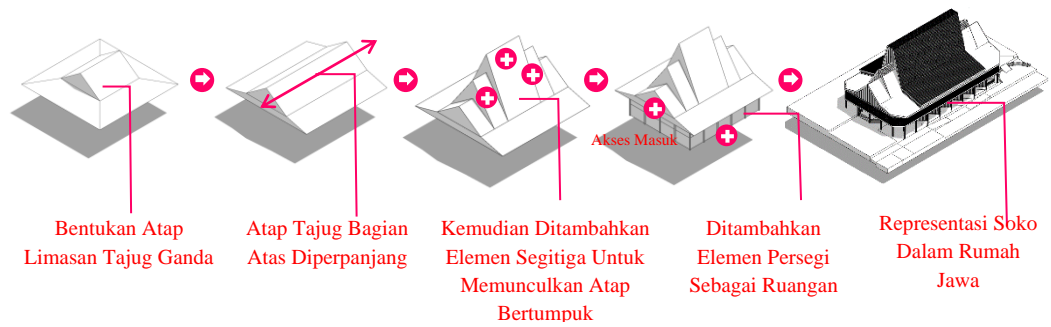 Akses Masuk
Bentukan Atap
Limasan Tajug Ganda
Atap Tajug Bagian
Atas Diperpanjang
Kemudian Ditambahkan
Elemen Segitiga Untuk
Memunculkan Atap
Bertumpuk
Ditambahkan
Elemen Persegi
Sebagai Ruangan
Representasi Soko
Dalam Rumah
Jawa